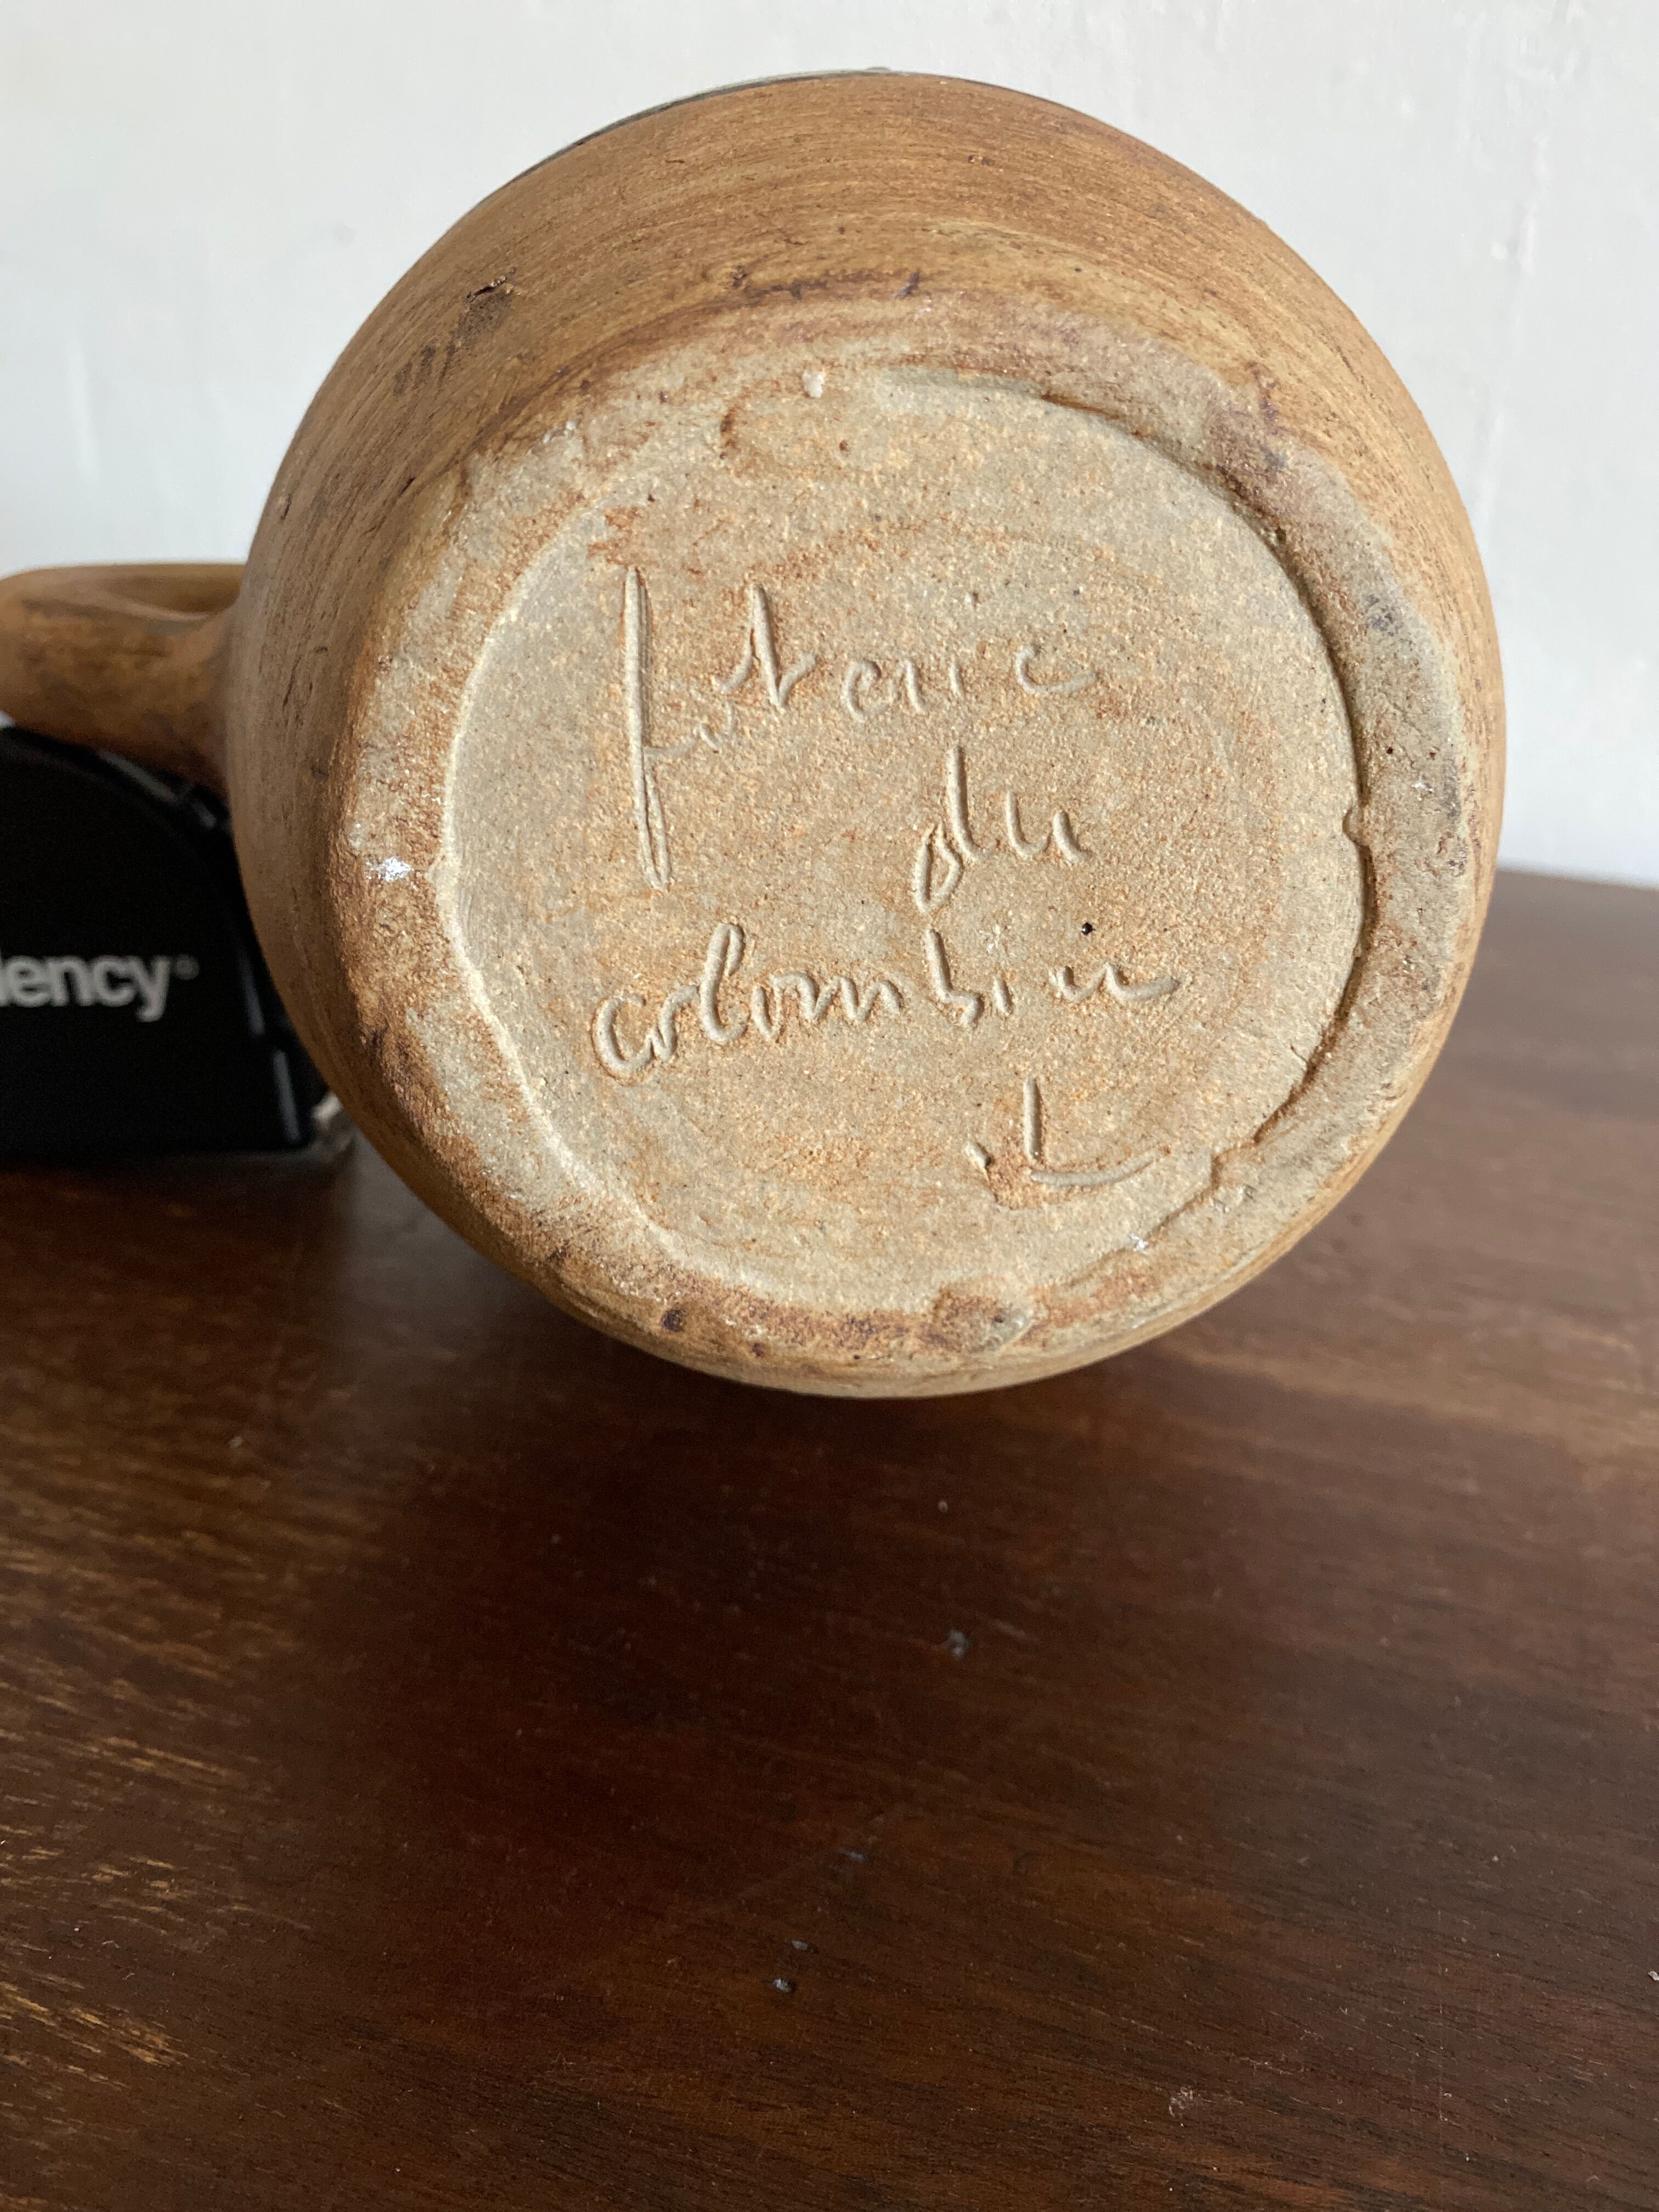 poterie
du
colombier
.L
lency®